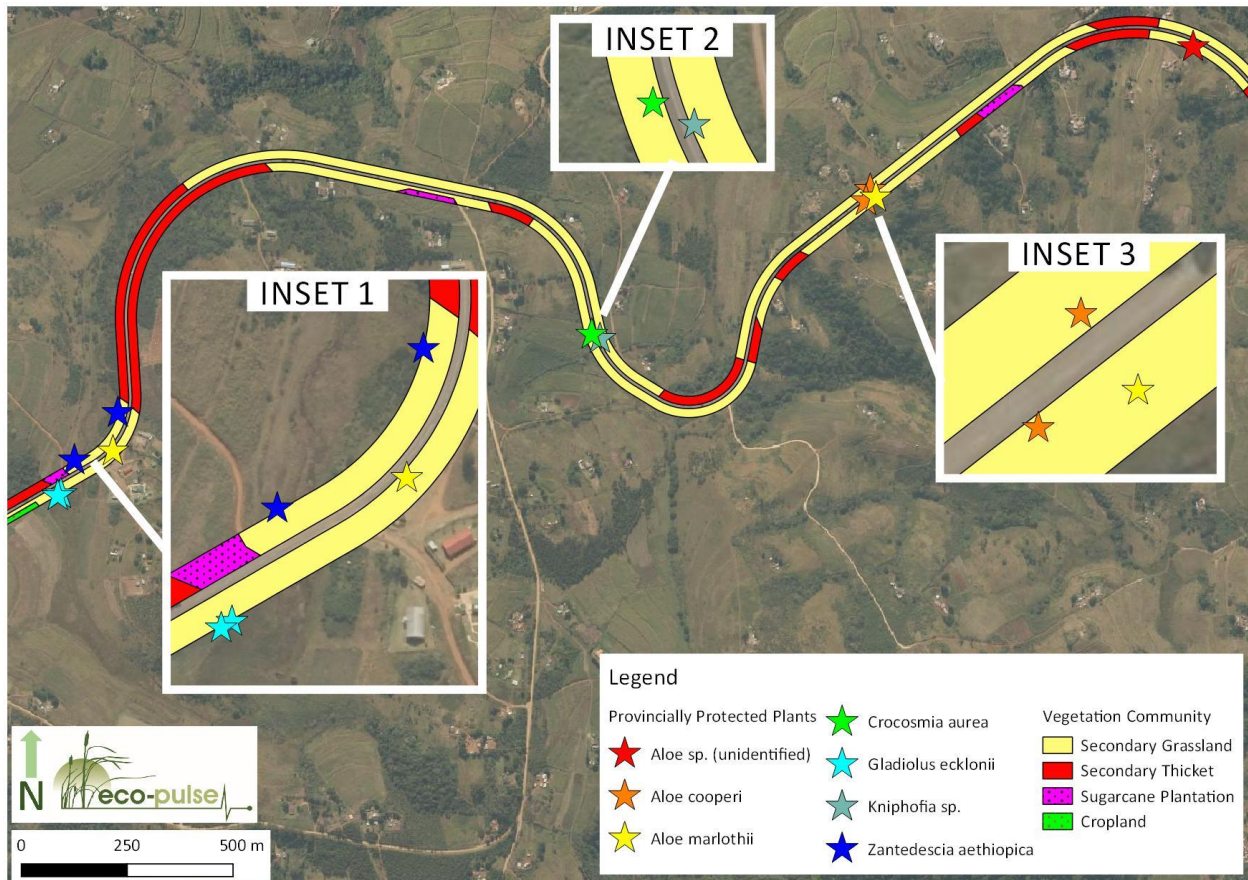 INSET 2
INSET 1
INSET 3
Legend
Provincially Protected Plants
Aloe sp. (unidentified)
Aloe cooperi
Aloe marlothii
Crocosmia aurea
Gladiolus ecklonii
Kniphofia sp.
Zantedescia aethiopica
Vegetation Community
Secondary Grassland
Secondary Thicket
Sugarcane Plantation
Cropland
N
eco-pulse
0 250 500 m